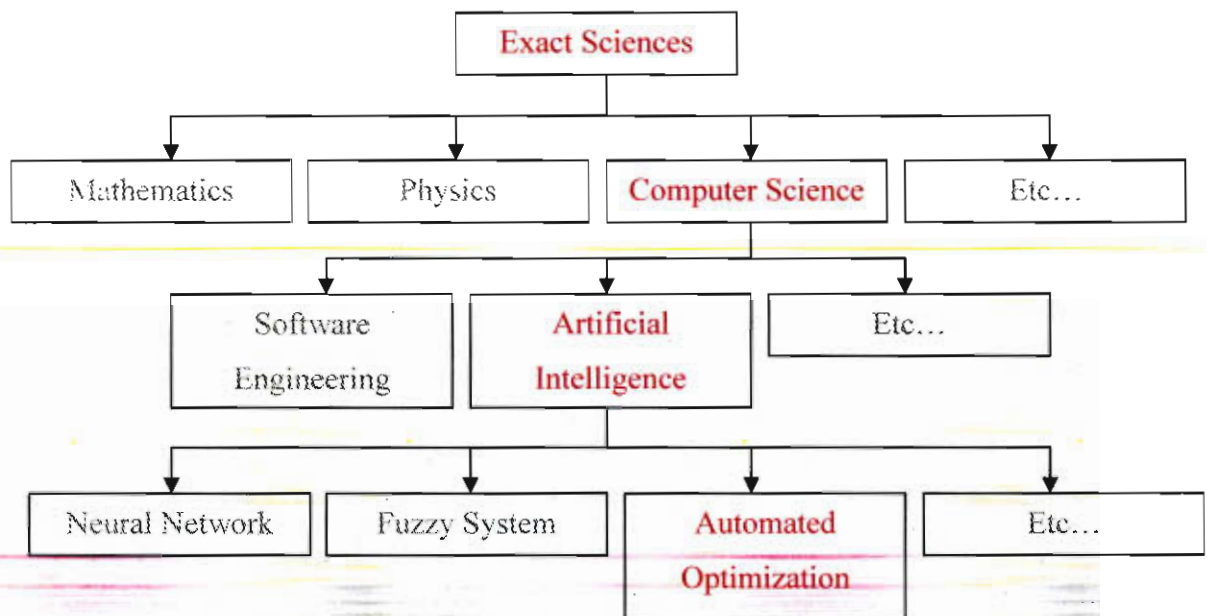 Exact Sciences
Mathematics
Physics
Computer Science
Etc...
Software
Engineering
Artificial
Intelligence
Etc...
Neural Network
Fuzzy System
Automated
Optimization
Etc...